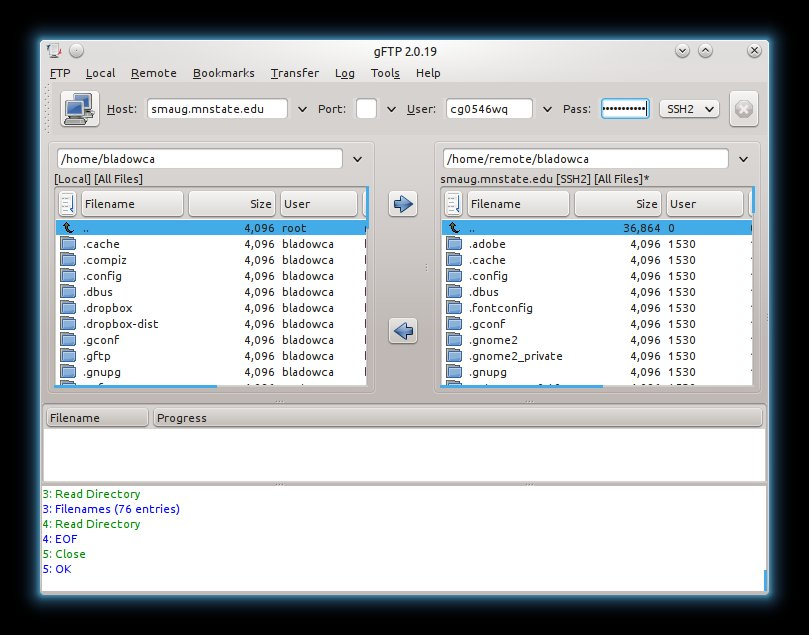 gFTP 2.0.19
FTP Local Remote Bookmarks Transfer Log Tools Help
Host: smaug.mnstate.edu Port: User: cg0546wq Pass: ••••••••••• SSH2
/home/bladowca
[Local] [All Files]
Filename Size User
.. 4,096 root
.cache 4,096 bladowca
.compiz 4,096 bladowca
.config 4,096 bladowca
.dbus 4,096 bladowca
.dropbox 4,096 bladowca
.dropbox-dist 4,096 bladowca
.gconf 4,096 bladowca
.gftp 4,096 bladowca
.gnupg 4,096 bladowca
/home/remote/bladowca
smaug.mnstate.edu [SSH2] [All Files]*
Filename Size User
.. 36,864 0
.adobe 4,096 1530
.cache 4,096 1530
.config 4,096 1530
.dbus 4,096 1530
.fontconfig 4,096 1530
.gconf 4,096 1530
.gnome2 4,096 1530
.gnome2_private 4,096 1530
.gnupg 4,096 1530
Filename Progress
3: Read Directory
3: Filenames (76 entries)
4: Read Directory
4: EOF
5: Close
5: OK